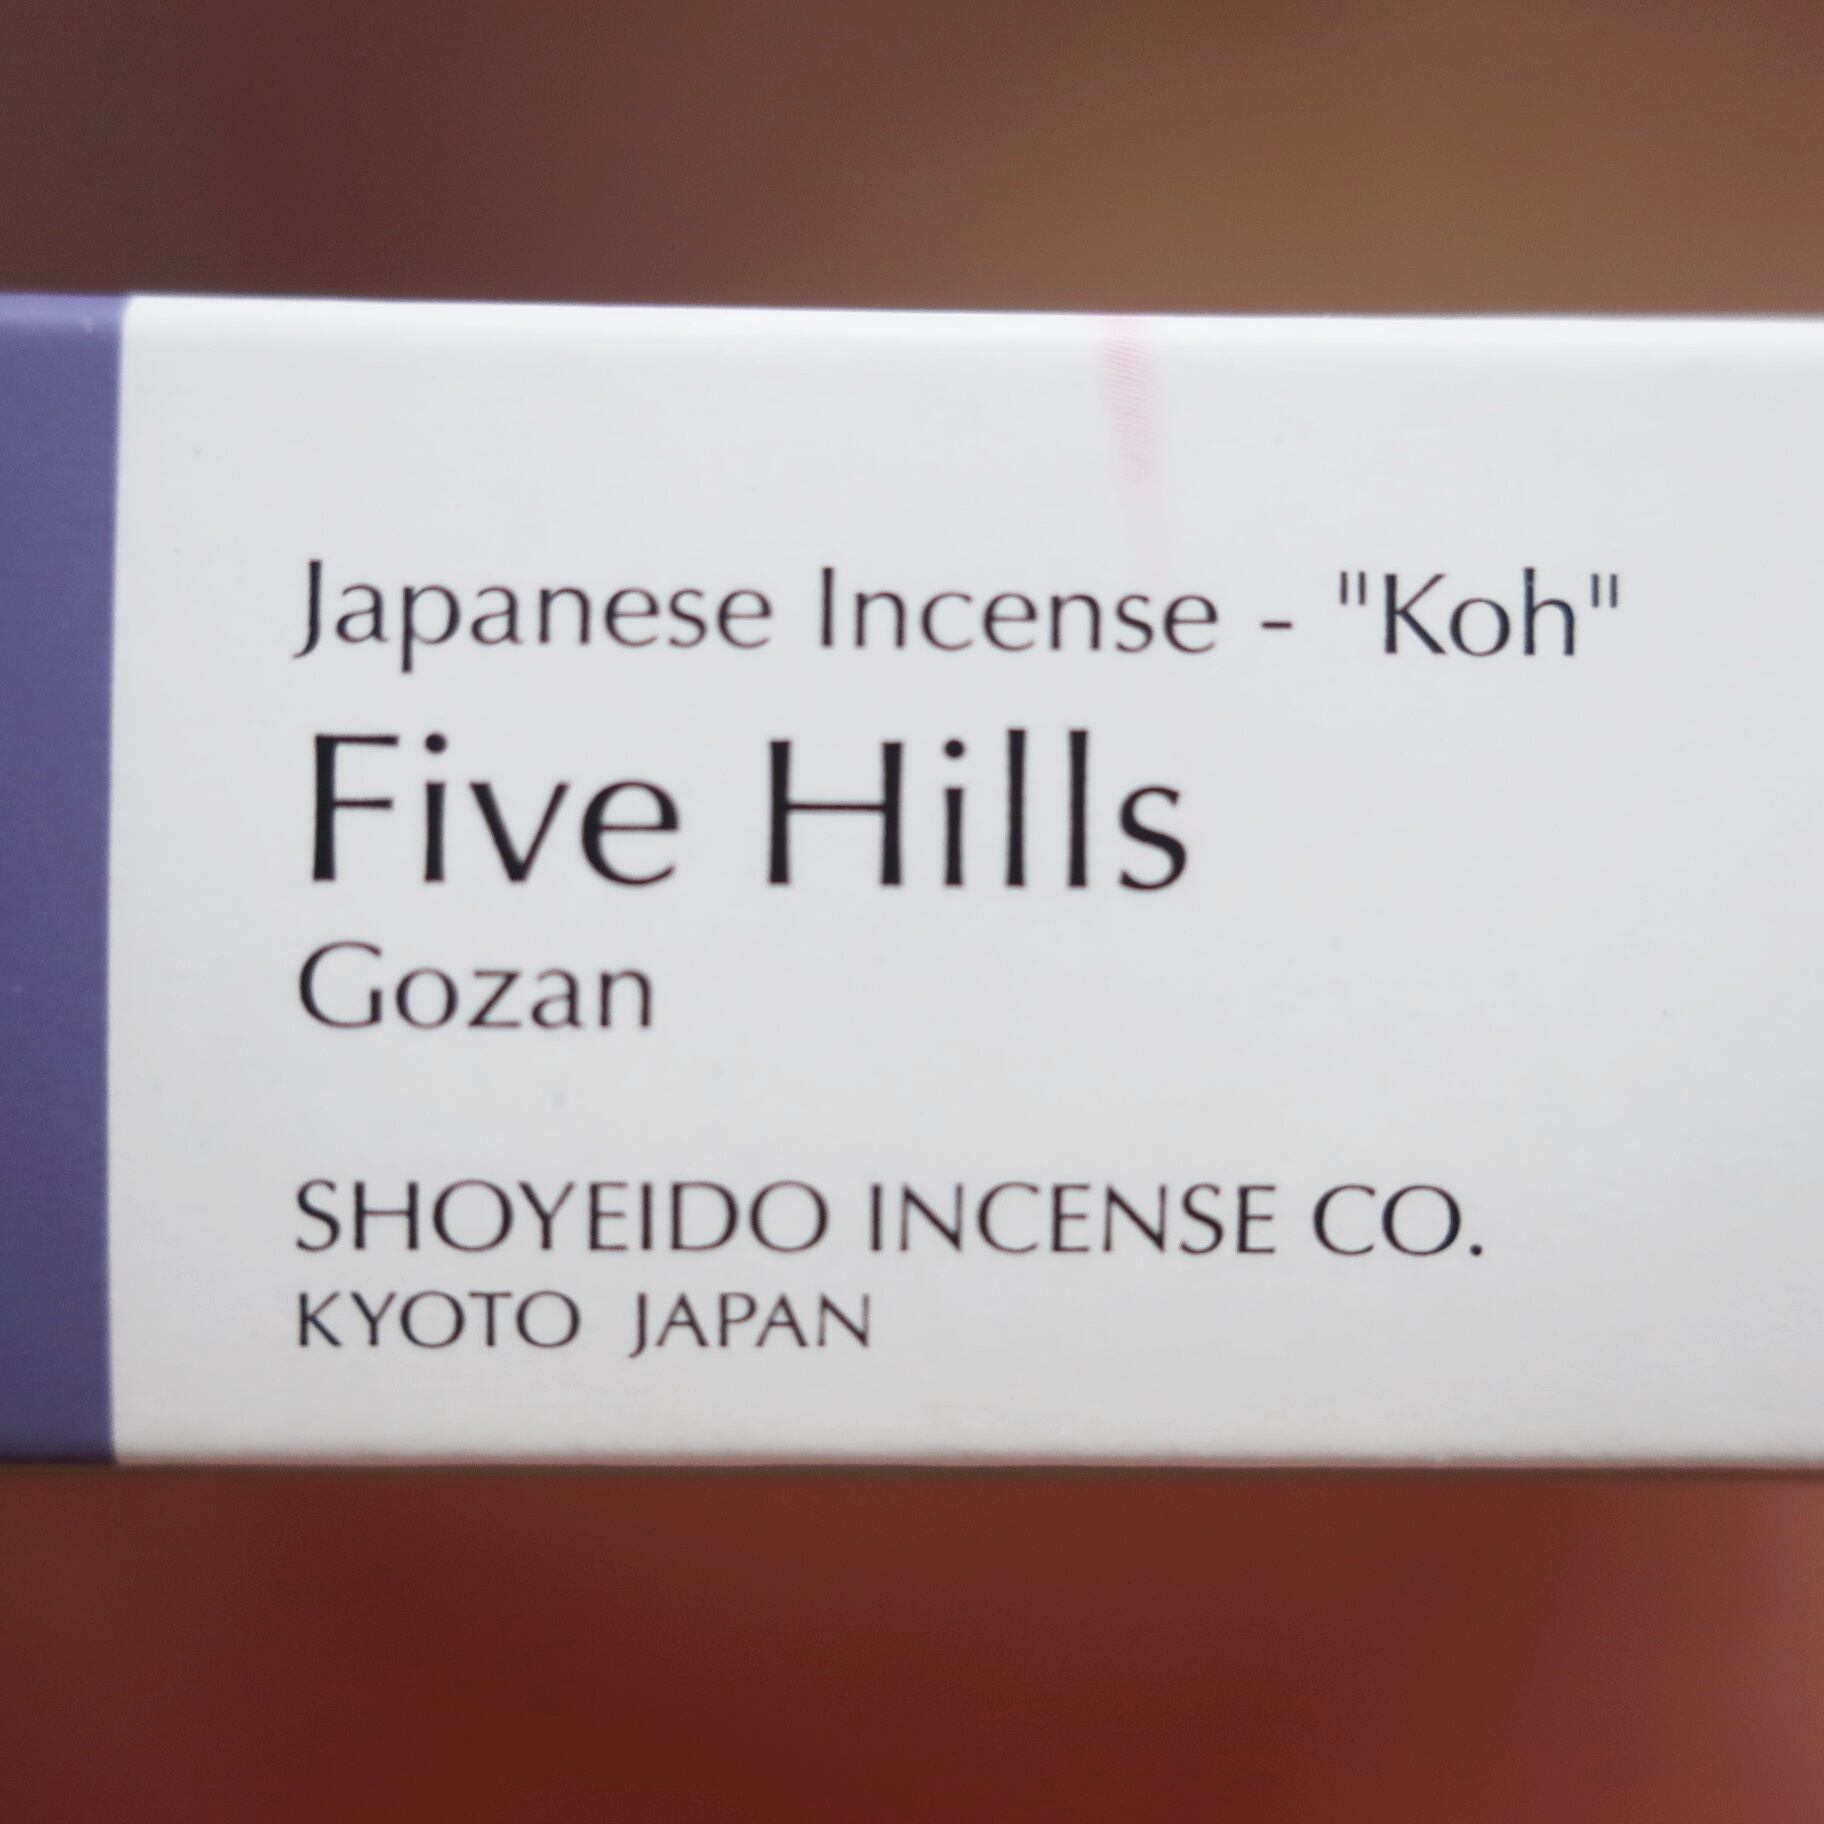 Japanese Incense - "Koh"
Five Hills
Gozan
SHOYEIDO INCENSE CO.
KYOTO JAPAN